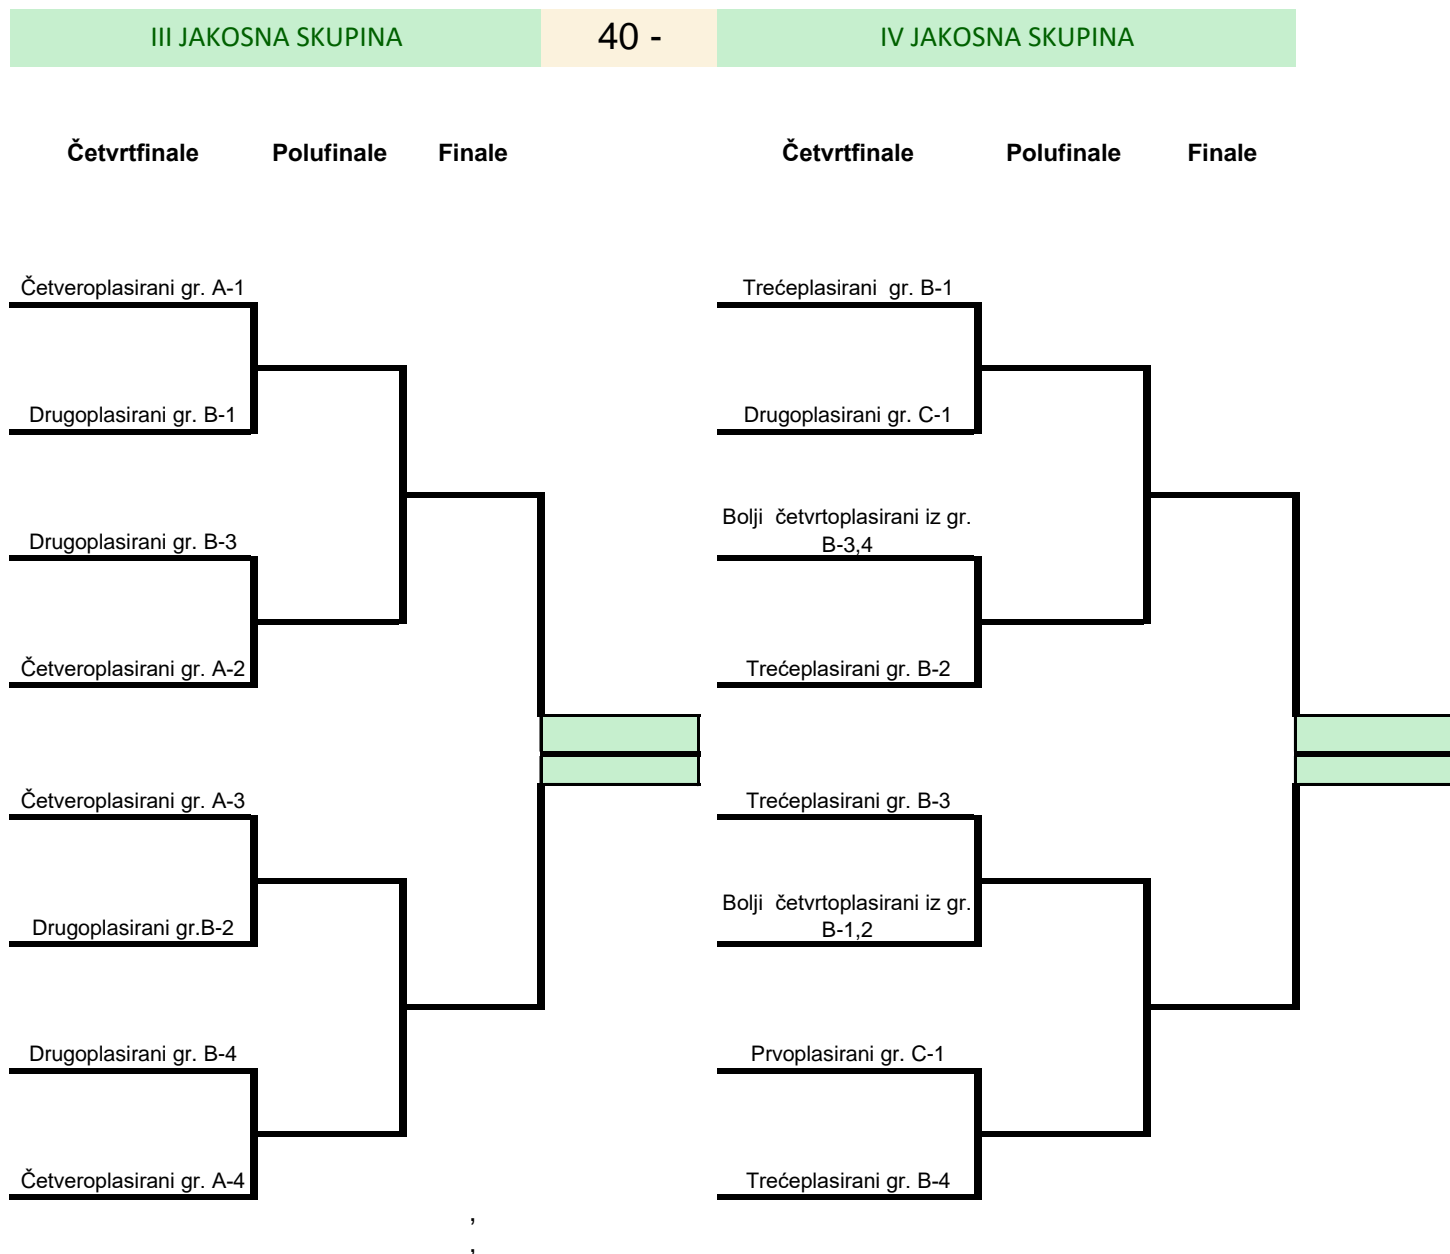 III JAKOSNA SKUPINA
40 -
IV JAKOSNA SKUPINA
Četvrtfinale
Polufinale
Finale
Četvrtfinale
Polufinale
Finale
Četveroplasirani gr. A-1
Drugoplasirani gr. B-1
Drugoplasirani gr. B-3
Četveroplasirani gr. A-2
Četveroplasirani gr. A-3
Drugoplasirani gr.B-2
Drugoplasirani gr. B-4
Četveroplasirani gr. A-4
Trećeplasirani  gr. B-1
Drugoplasirani gr. C-1
Bolji  četvrtoplasirani iz gr.
B-3,4
Trećeplasirani gr. B-2
Trećeplasirani gr. B-3
Bolji  četvrtoplasirani iz gr.
B-1,2
Prvoplasirani gr. C-1
Trećeplasirani gr. B-4
,
,